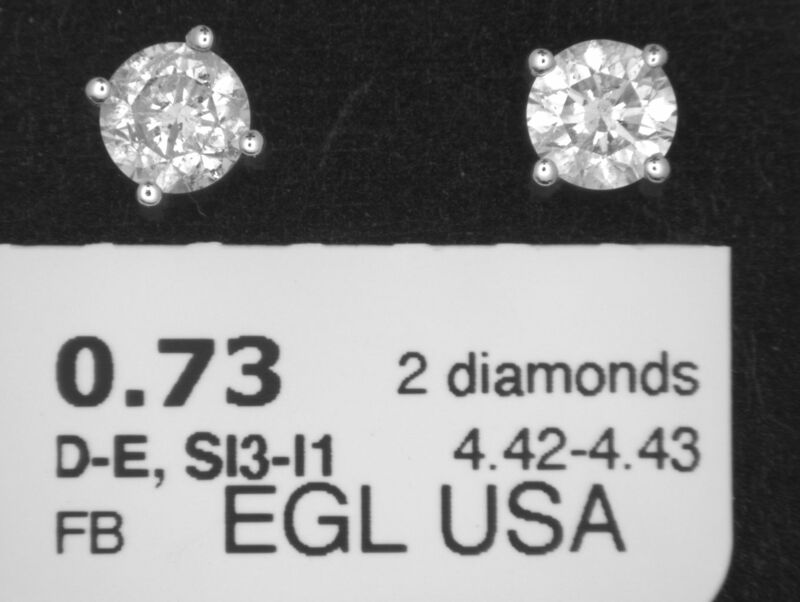 0.73 2 diamonds
D-E, SI3-I1 4.42-4.43
FB EGL USA